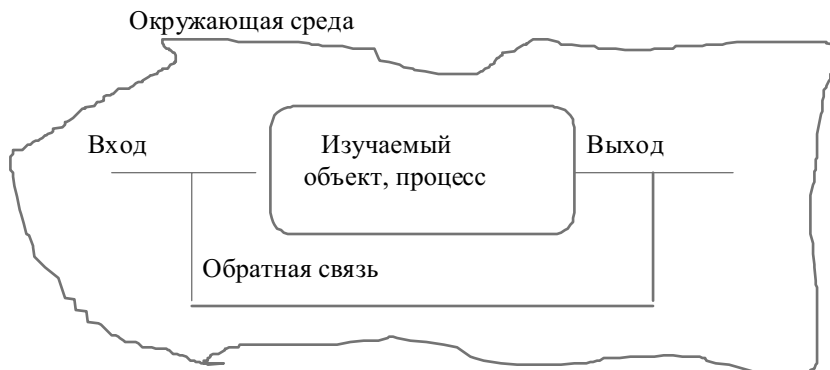 Окружающая среда
Вход
Изучаемый
объект, процесс
Выход
Обратная связь